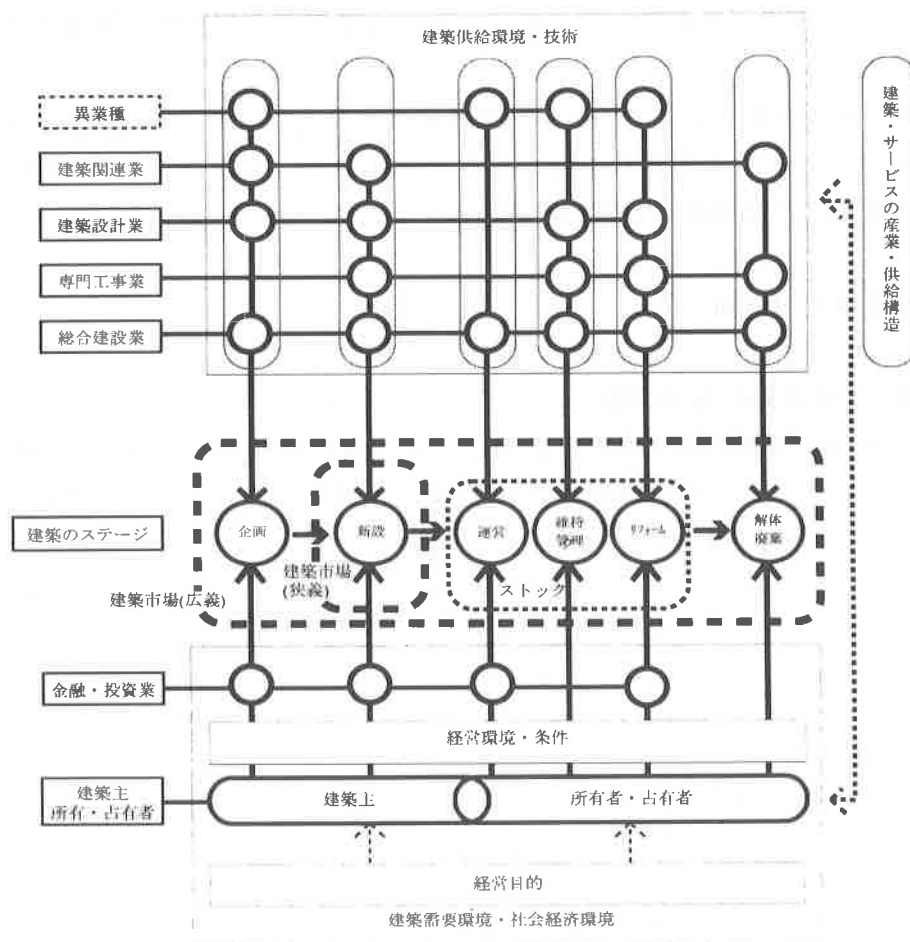 建築供給環境・技術
異業種
建築関連業
建築設計業
専門工事業
総合建設業
建築・サービスの産業・供給構造
建築のステージ
企画
新設
運営
維持
管理
リフォーム
解体
廃棄
建築市場
(狭義)
ストック
建築市場(広義)
金融・投資業
経営環境・条件
建築主
所有・占有者
建築主
所有者・占有者
経営目的
建築需要環境・社会経済環境